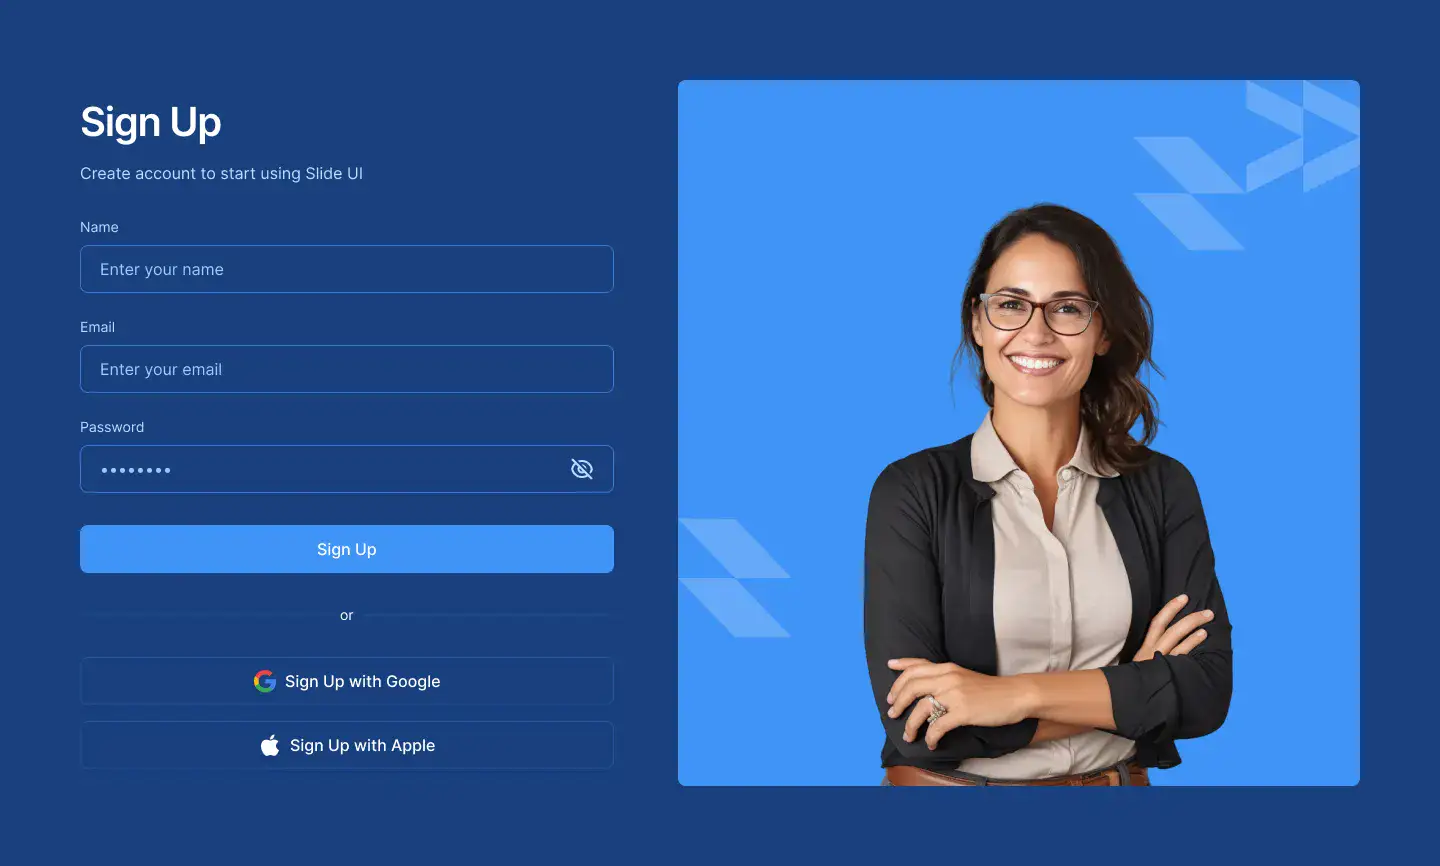 Sign Up
Create account to start using Slide UI
Name
Enter your name
Email
Enter your email
Password
••••••••
Sign Up
or
Sign Up with Google
Sign Up with Apple